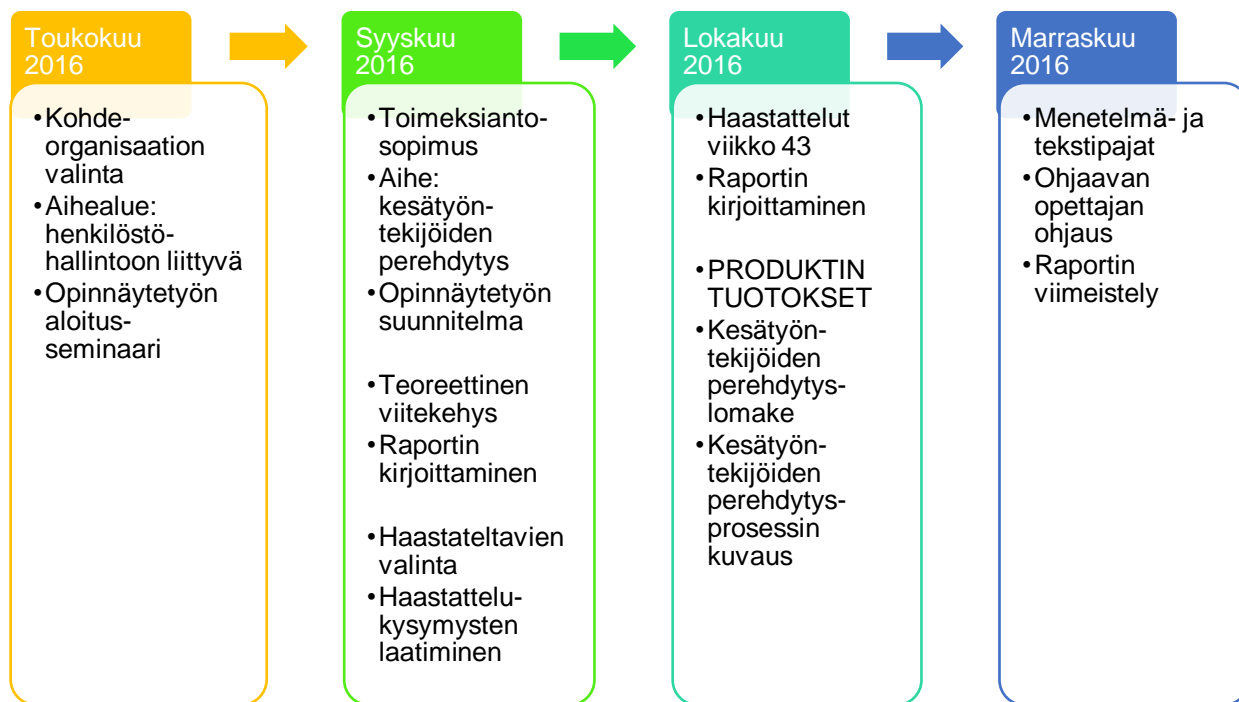 Toukokuu
2016
• Kohde-
organisaation
valinta
• Aihealue:
henkilöstö-
hallintoon liittyvä
• Opinnäytetyön
aloitus-
seminaari
Syyskuu
2016
• Toimeksianto-
sopimus
• Aihe:
kesätyön-
tekijöiden
perehdytys
• Opinnäytetyön
suunnitelma
• Teoreettinen
viitekehys
• Raportin
kirjoittaminen
• Haastateltavien
valinta
• Haastattelu-
kysymysten
laatiminen
Lokakuu
2016
• Haastattelut
viikko 43
• Raportin
kirjoittaminen
• PRODUKTIN
TUOTOKSET
• Kesätyön-
tekijöiden
perehdytys-
lomake
• Kesätyön-
tekijöiden
perehdytys-
prosessin
kuvaus
Marraskuu
2016
• Menetelmä- ja
tekstipajat
• Ohjaavan
opettajan
ohjaus
• Raportin
viimeistely